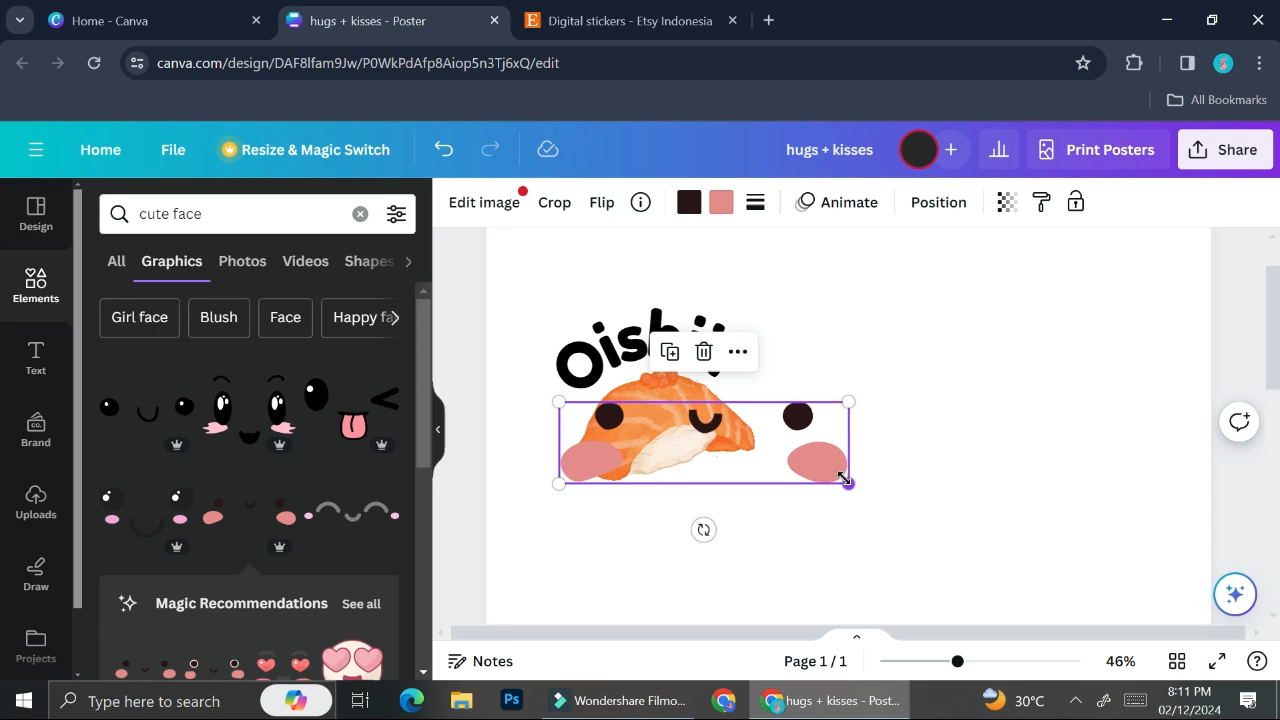 Home - Canva
hugs + kisses - Poster
Digital stickers - Etsy Indonesia
canva.com/design/DAF8lfam9Jw/P0WkPdAfp8Aiop5n3Tj6xQ/edit
All Bookmarks
Home
File
Resize & Magic Switch
hugs + kisses
Print Posters
Share
Design
Elements
Text
Brand
Uploads
Draw
Projects
cute face
All
Graphics
Photos
Videos
Shapes
Girl face
Blush
Face
Happy fa
Magic Recommendations
See all
Edit image
Crop
Flip
Animate
Position
Notes
Page 1 / 1
46%
Type here to search
Wondershare Filmo...
hugs + kisses - Post...
30°C
8:11 PM
02/12/2024